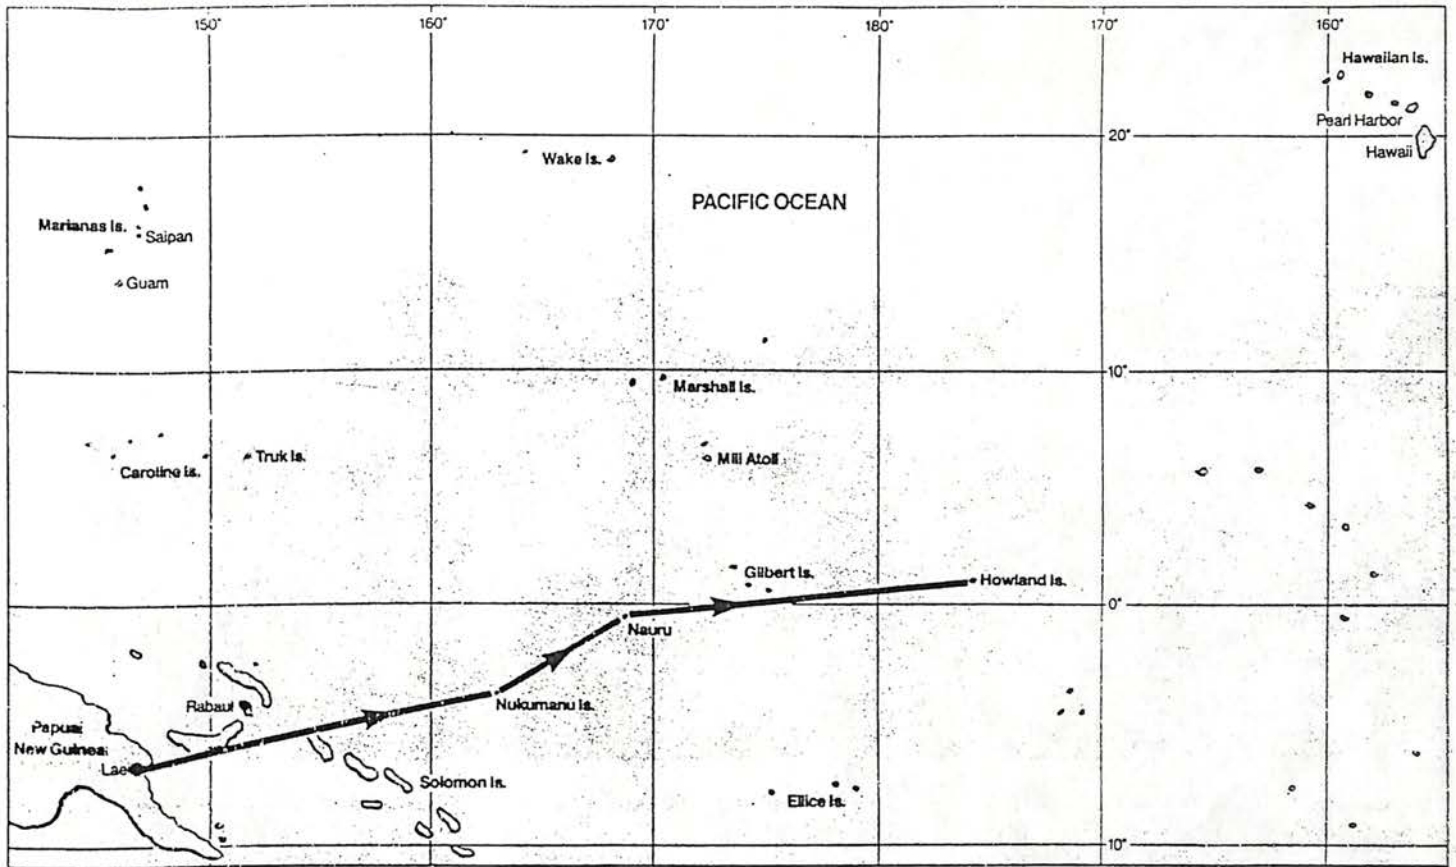 150°
160°
170°
180°
170°
160°
Hawaiian Is.
Pearl Harbor
20°
Hawaii
Wake Is.
PACIFIC OCEAN
Marianas Is.
Saipan
Guam
10°
Marshall Is.
Caroline Is.
Truk Is.
Mili Atoll
Gilbert Is.
Howland Is.
0°
Nauru
Rabaul
Nukumanu Is.
Papua
New Guinea
Lae
Solomon Is.
Ellice Is.
10°